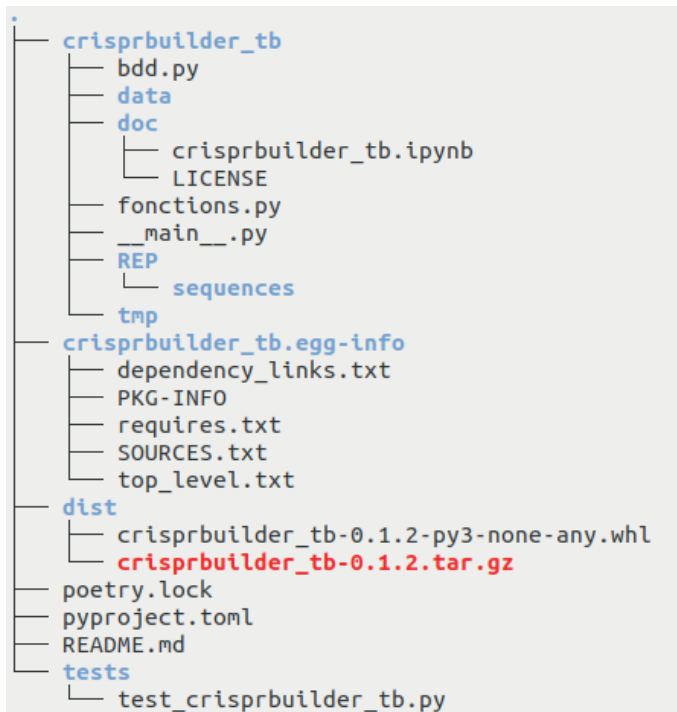 .
crisprbuilder_tb
bdd.py
data
doc
crisprbuilder_tb.ipynb
LICENSE
fonctions.py
__main__.py
REP
sequences
tmp
crisprbuilder_tb.egg-info
dependency_links.txt
PKG-INFO
requires.txt
SOURCES.txt
top_level.txt
dist
crisprbuilder_tb-0.1.2-py3-none-any.whl
crisprbuilder_tb-0.1.2.tar.gz
poetry.lock
pyproject.toml
README.md
tests
test_crisprbuilder_tb.py